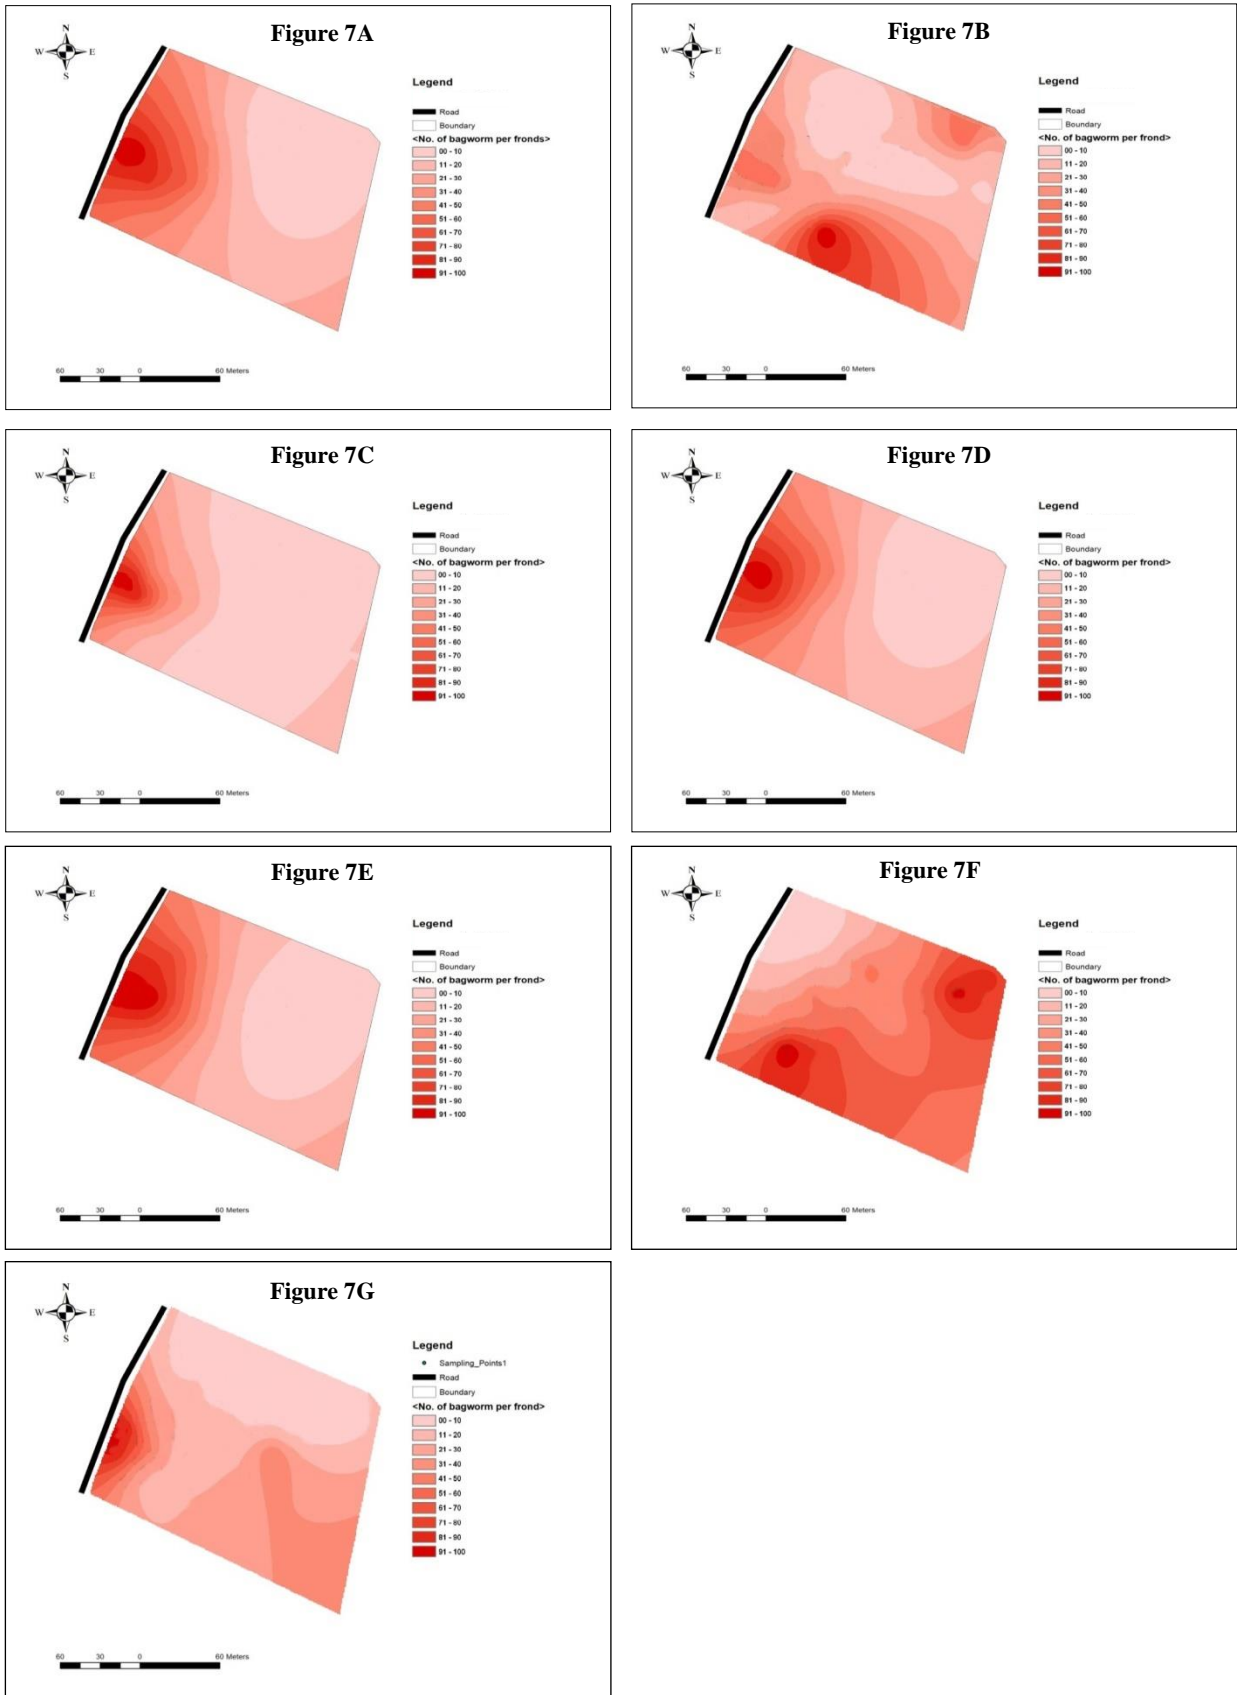 Figure 7A
N
W E
S
Legend
Road
Boundary
<No. of bagworm per fronds>
00 - 10
11 - 20
21 - 30
31 - 40
41 - 50
51 - 60
61 - 70
71 - 80
81 - 90
91 - 100
60 30 0 60 Meters
Figure 7B
N
W E
S
Legend
Road
Boundary
<No. of bagworm per frond>
00 - 10
11 - 20
21 - 30
31 - 40
41 - 50
51 - 60
61 - 70
71 - 80
81 - 90
91 - 100
60 30 0 60 Meters
Figure 7C
N
W E
S
Legend
Road
Boundary
<No. of bagworm per frond>
00 - 10
11 - 20
21 - 30
31 - 40
41 - 50
51 - 60
61 - 70
71 - 80
81 - 90
91 - 100
60 30 0 60 Meters
Figure 7D
N
W E
S
Legend
Road
Boundary
<No. of bagworm per frond>
00 - 10
11 - 20
21 - 30
31 - 40
41 - 50
51 - 60
61 - 70
71 - 80
81 - 90
91 - 100
60 30 0 60 Meters
Figure 7E
N
W E
S
Legend
Road
Boundary
<No. of bagworm per frond>
00 - 10
11 - 20
21 - 30
31 - 40
41 - 50
51 - 60
61 - 70
71 - 80
81 - 90
91 - 100
60 30 0 60 Meters
Figure 7F
N
W E
S
Legend
Road
Boundary
<No. of bagworm per frond>
00 - 10
11 - 20
21 - 30
31 - 40
41 - 50
51 - 60
61 - 70
71 - 80
81 - 90
91 - 100
60 30 0 60 Meters
Figure 7G
N
W E
S
Legend
Sampling_Points1
Road
Boundary
<No. of bagworm per frond>
00 - 10
11 - 20
21 - 30
31 - 40
41 - 50
51 - 60
61 - 70
71 - 80
81 - 90
91 - 100
60 30 0 60 Meters